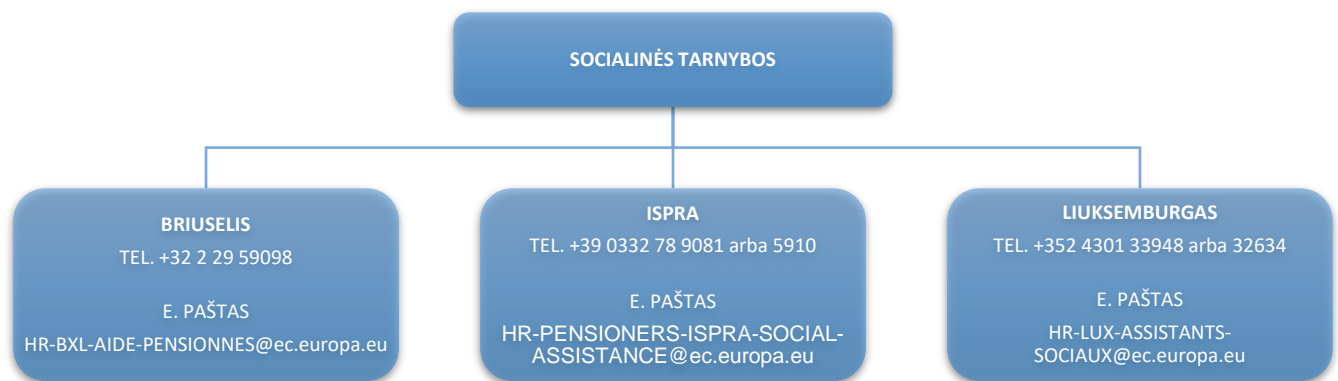 SOCIALINĖS TARNYBOS
BRIUSELIS
TEL. +32 2 29 59098
E. PAŠTAS
HR-BXL-AIDE-PENSIONNES@ec.europa.eu
ISPRA
TEL. +39 0332 78 9081 arba 5910
E. PAŠTAS
HR-PENSIONERS-ISPRA-SOCIAL-
ASSISTANCE@ec.europa.eu
LIUKSEMBURGAS
TEL. +352 4301 33948 arba 32634
E. PAŠTAS
HR-LUX-ASSISTANTS-
SOCIAUX@ec.europa.eu